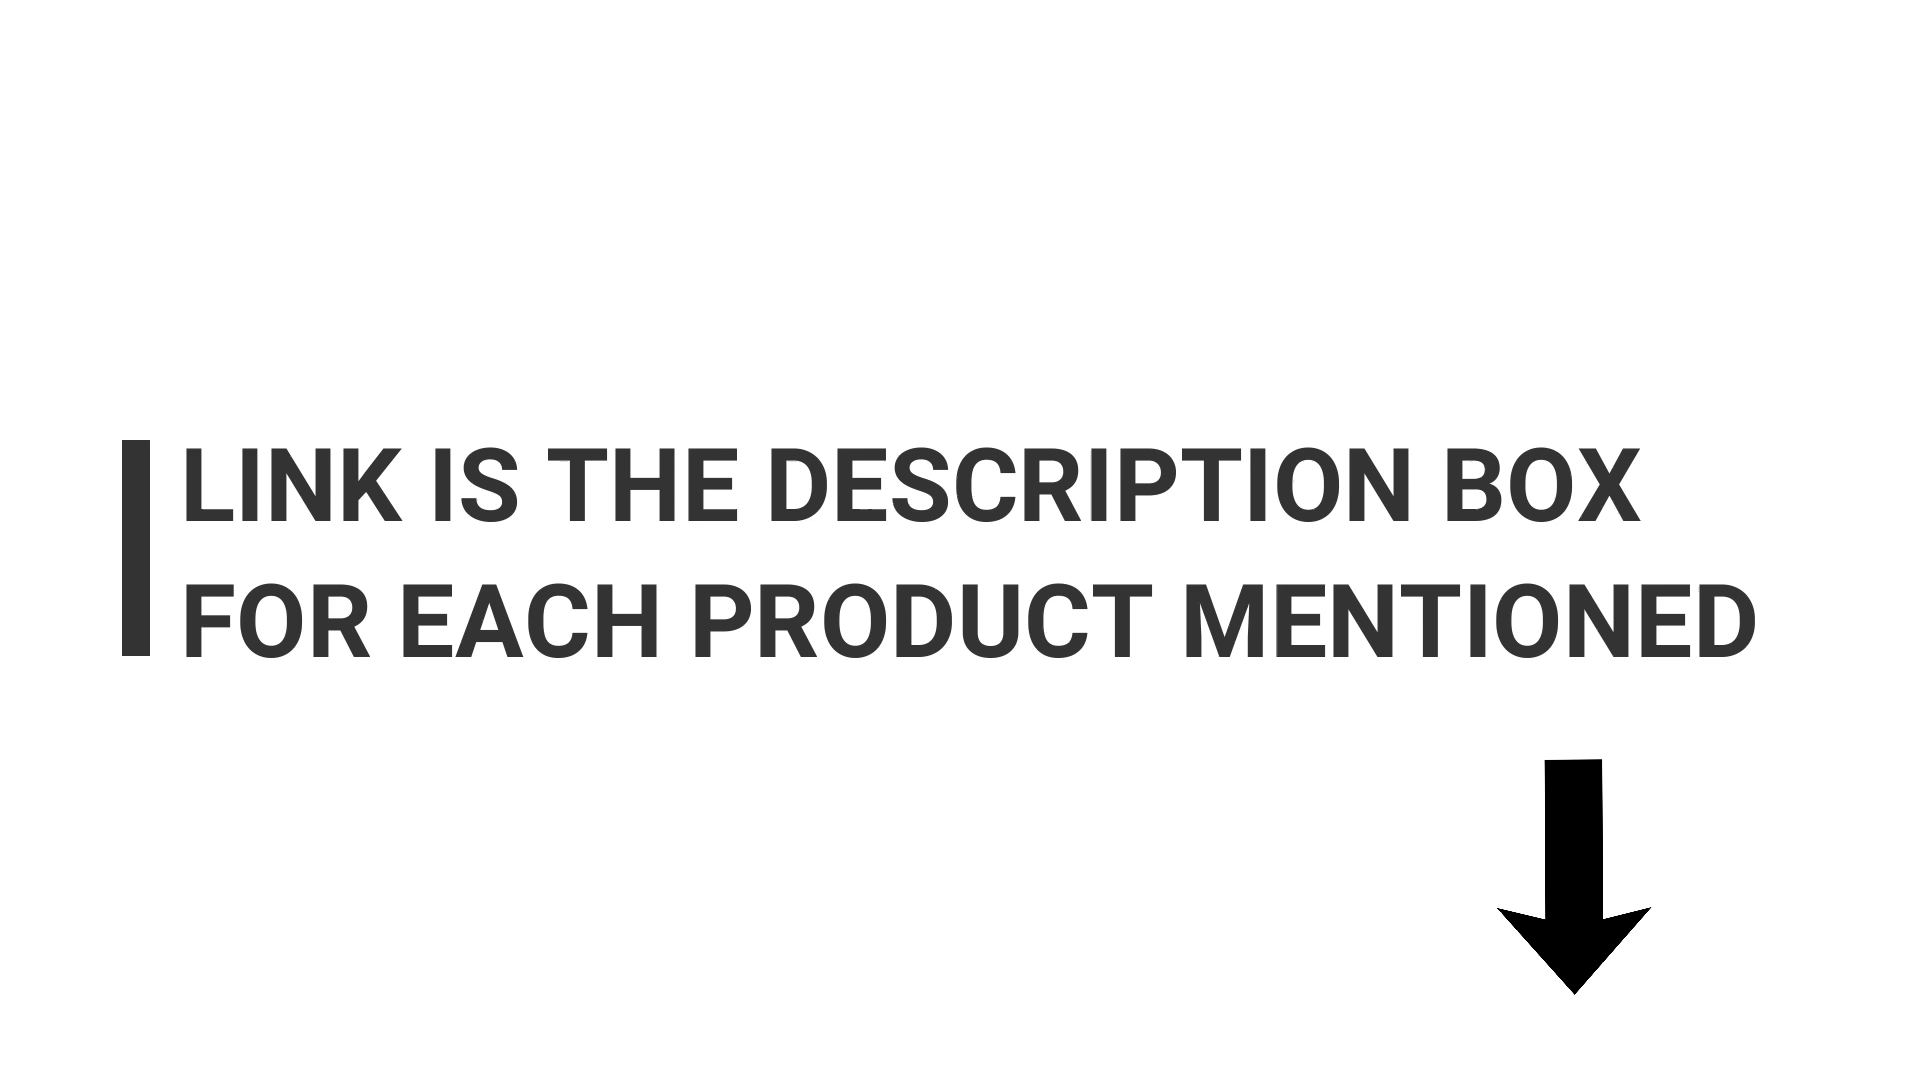 LINK IS THE DESCRIPTION BOX
FOR EACH PRODUCT MENTIONED